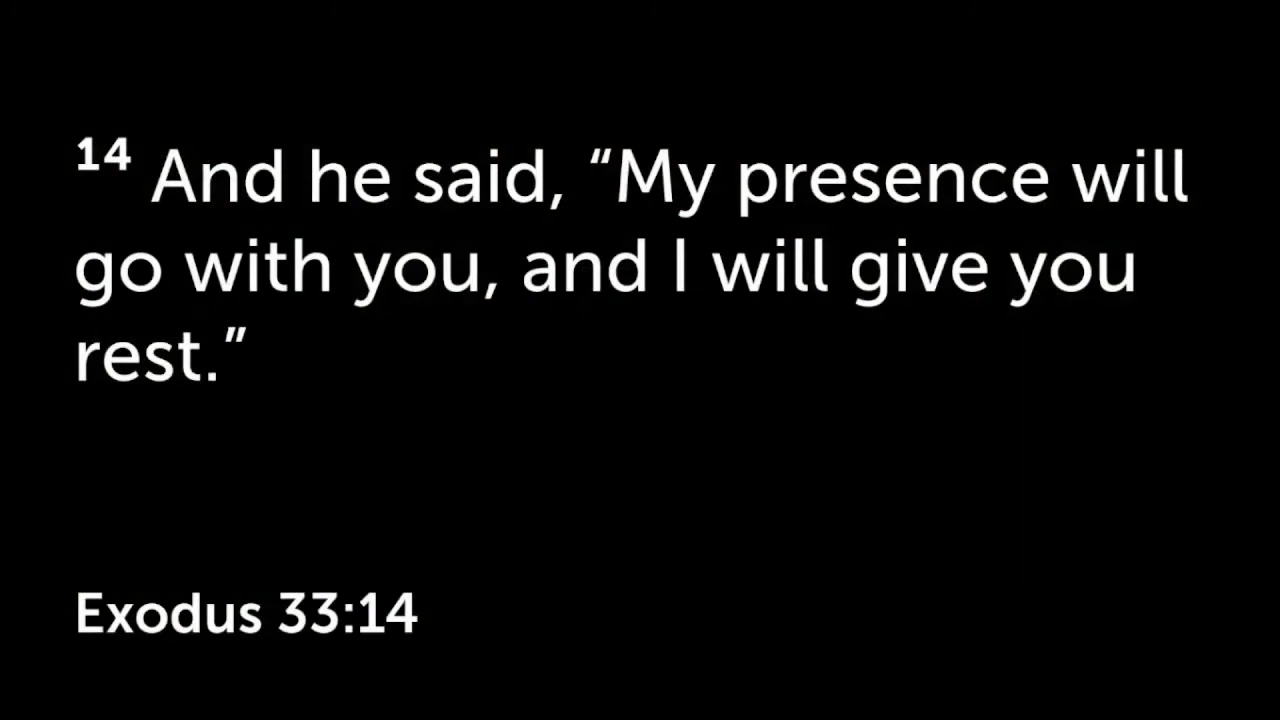 14 And he said, “My presence will
go with you, and I will give you
rest.”
Exodus 33:14